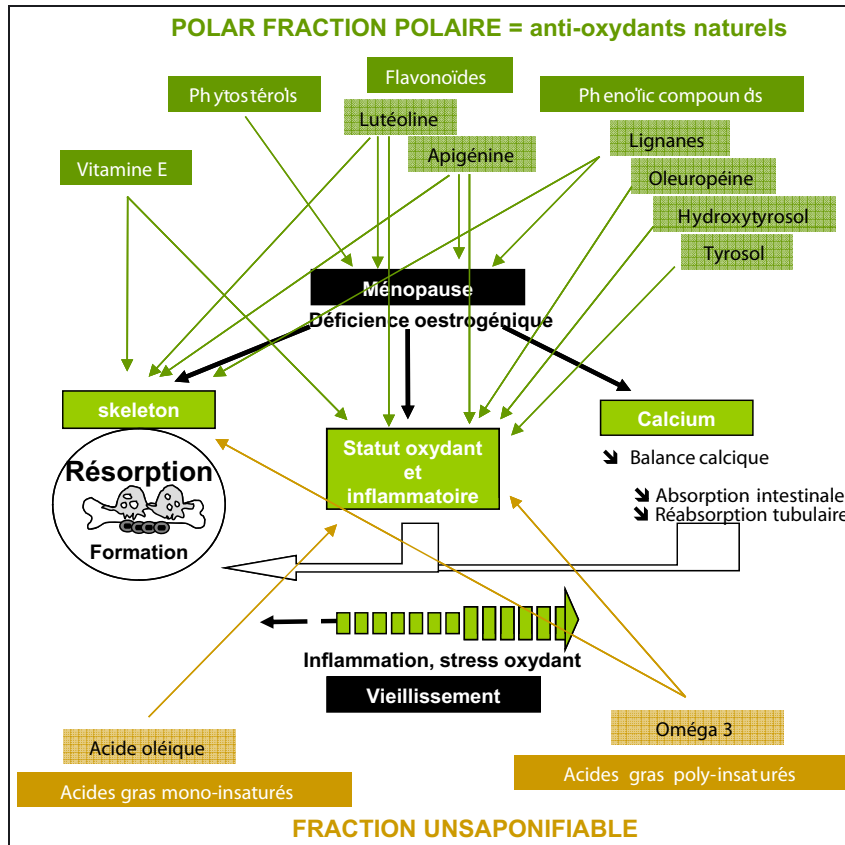 POLAR FRACTION POLAIRE = anti-oxydants naturels
Flavonoïdes
Phytostérols
Phenolic compounds
Lutéoline
Lignanes
Apigénine
Vitamine E
Oleuropéine
Hydroxytyrosol
Tyrosol
Ménopause
Déficience oestrogénique
skeleton
Calcium
Statut oxydant
et
inflammatoire
Balance calcique
Résorption
Absorption intestinale
Réabsorption tubulaire
Formation
Inflammation, stress oxydant
Vieillissement
Acide oléique
Oméga 3
Acides gras mono-insaturés
Acides gras poly-insaturés
FRACTION UNSAPONIFIABLE